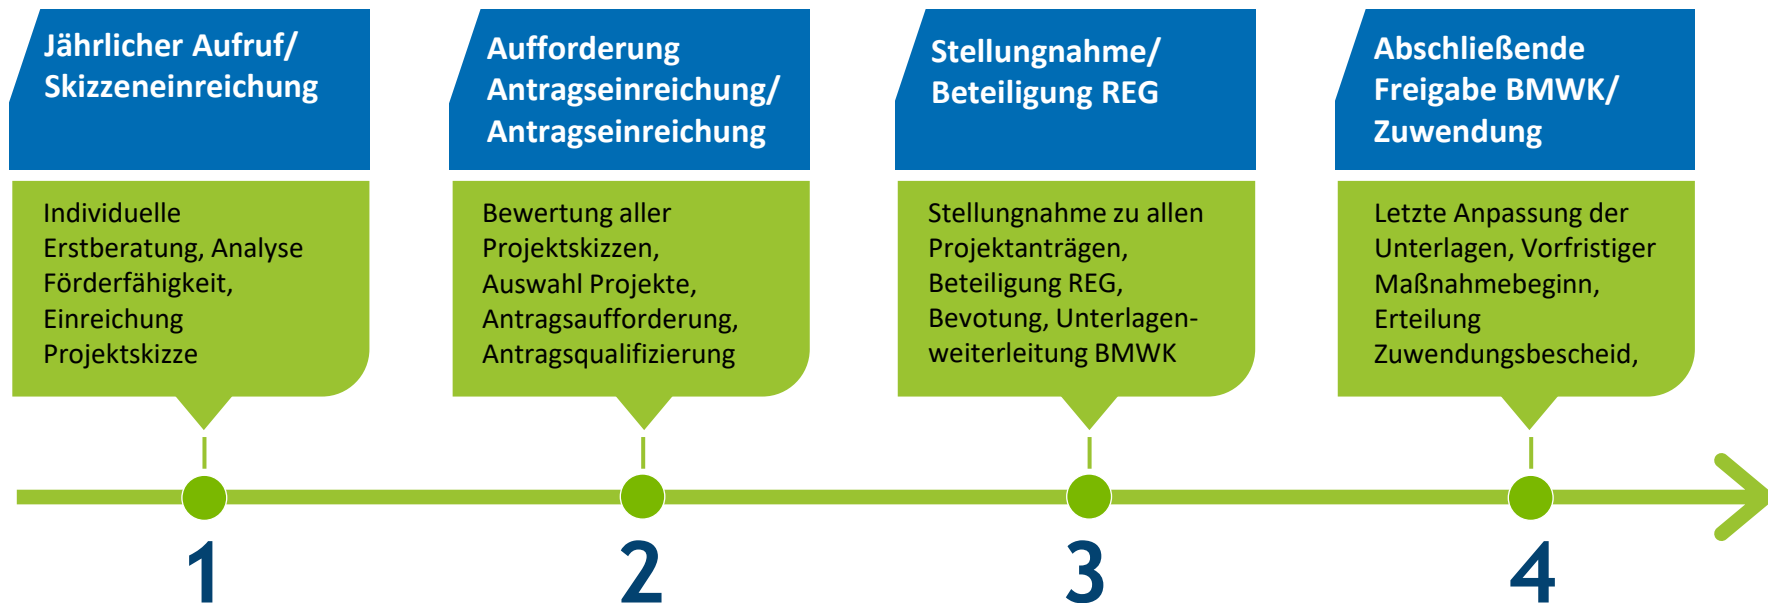 Jährlicher Aufruf/
Skizzeneinreichung
Individuelle
Erstberatung, Analyse
Förderfähigkeit,
Einreichung
Projektskizze
1
Aufforderung
Antragseinreichung/
Antragseinreichung
Bewertung aller
Projektskizzen,
Auswahl Projekte,
Antragsaufforderung,
Antragsqualifizierung
2
Stellungnahme/
Beteiligung REG
Stellungnahme zu allen
Projektanträgen,
Beteiligung REG,
Bevotung, Unterlagen-
weiterleitung BMWK
3
Abschließende
Freigabe BMWK/
Zuwendung
Letzte Anpassung der
Unterlagen, Vorfristiger
Maßnahmebeginn,
Erteilung
Zuwendungsbescheid,
4